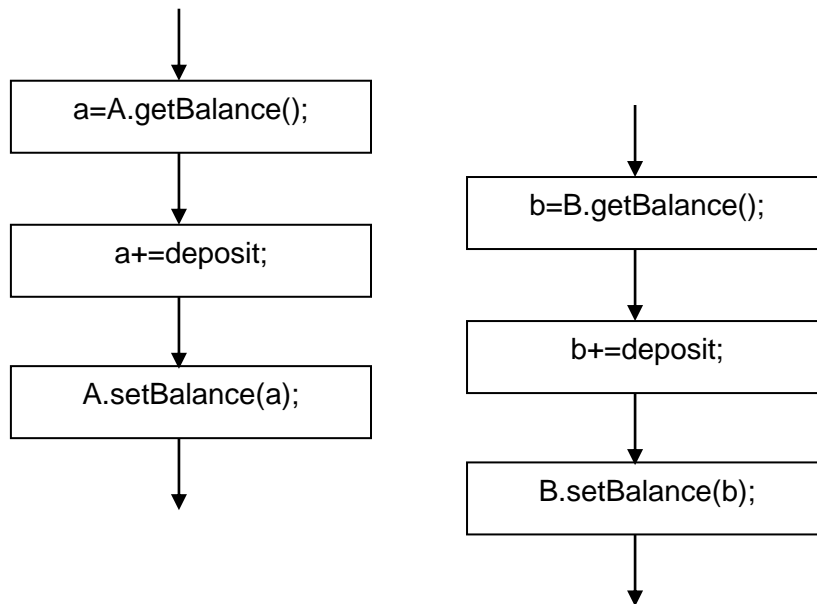 a=A.getBalance();
a+=deposit;
A.setBalance(a);
b=B.getBalance();
b+=deposit;
B.setBalance(b);